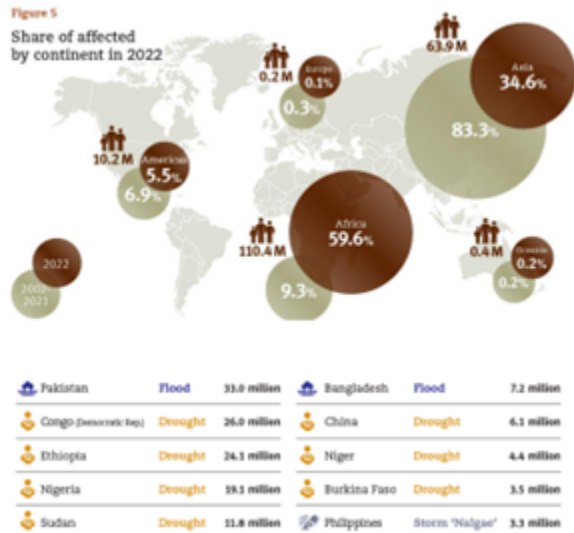 Figure 5
Share of affected
by continent in 2022
63.9 M
Asia
34.6%
83.3%
0.2 M
Europe
0.1%
0.3%
10.2 M
Americas
5.5%
6.9%
110.4 M
Africa
59.6%
9.3%
0.4 M
Oceania
0.2%
0.2%
2022
2002-
2021
Pakistan Flood 33.0 million
Congo (Democratic Rep.) Drought 26.0 million
Ethiopia Drought 24.1 million
Nigeria Drought 19.1 million
Sudan Drought 11.8 million
Bangladesh Flood 7.2 million
China Drought 6.1 million
Niger Drought 4.4 million
Burkina Faso Drought 3.5 million
Philippines Storm 'Nalgae' 3.3 million